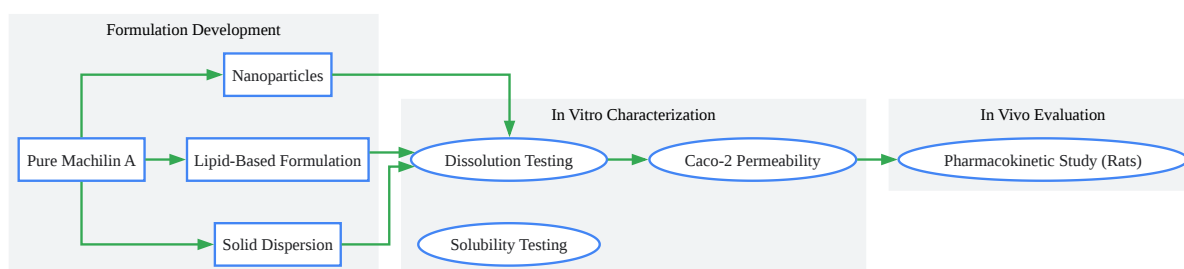 Formulation Development
Nanoparticles
Pure Machilin A
Lipid-Based Formulation
Solid Dispersion
In Vitro Characterization
Dissolution Testing
Caco-2 Permeability
Solubility Testing
In Vivo Evaluation
Pharmacokinetic Study (Rats)